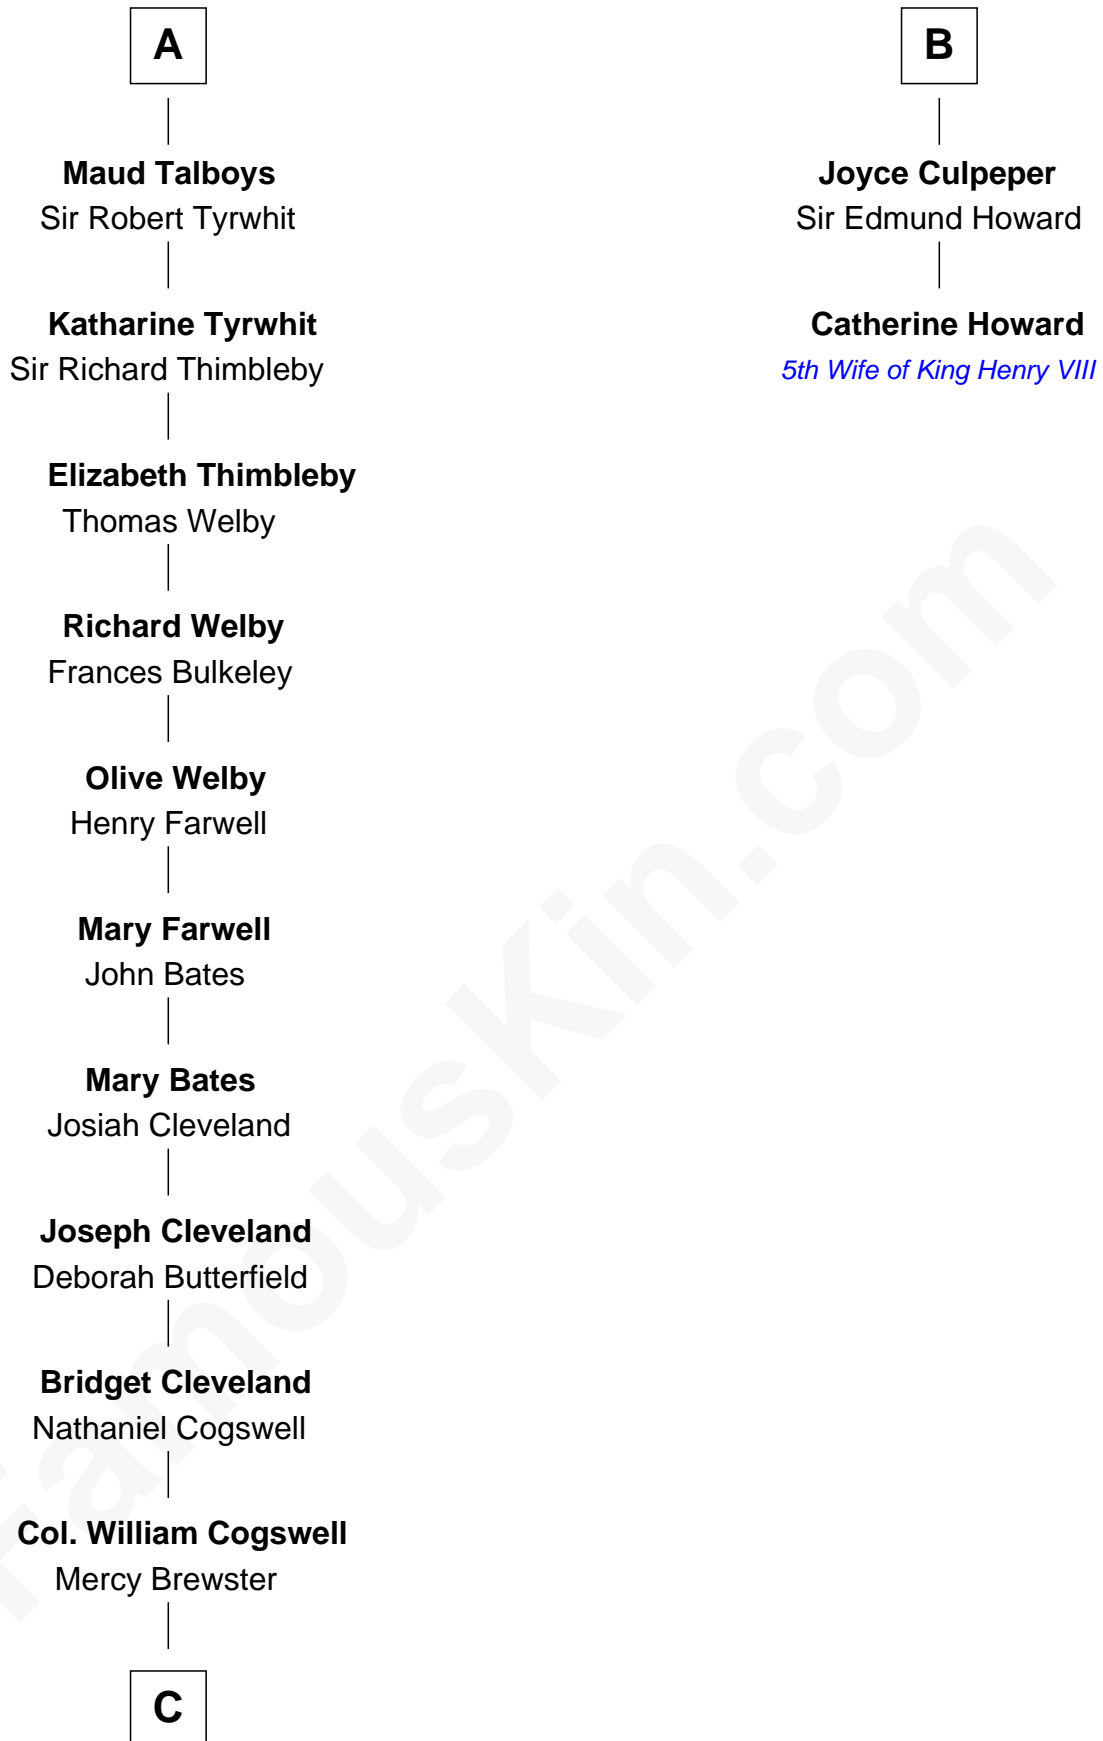 A
B
Maud Talboys
Sir Robert Tyrwhit
Joyce Culpeper
Sir Edmund Howard
Katharine Tyrwhit
Sir Richard Thimbleby
Catherine Howard
5th Wife of King Henry VIII
Elizabeth Thimbleby
Thomas Welby
Richard Welby
Frances Bulkeley
Olive Welby
Henry Farwell
Mary Farwell
John Bates
Mary Bates
Josiah Cleveland
Joseph Cleveland
Deborah Butterfield
Bridget Cleveland
Nathaniel Cogswell
Col. William Cogswell
Mercy Brewster
C
FamousKin.com